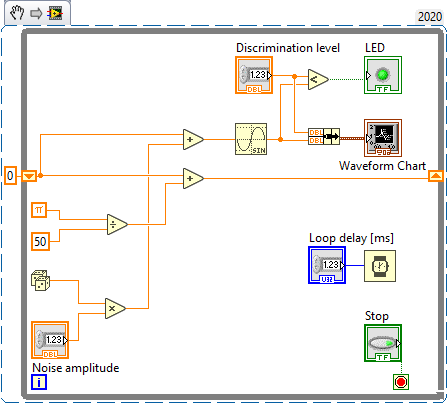 2020
Discrimination level LED
1.23
DBL
TF
<
+
SIN
DBL
DBL
Waveform Chart
0
+
π
÷
50
Loop delay [ms]
1.23
U32
×
1.23
DBL
Stop
TF
Noise amplitude
i